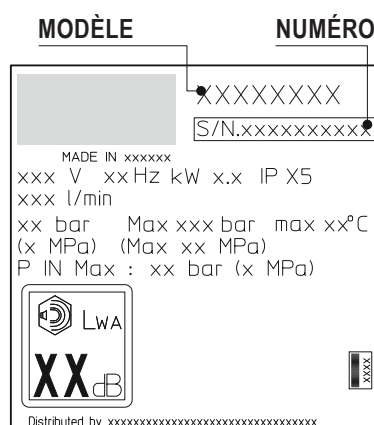 MODÈLE NUMÉRO
XXXXXXXX
S/N.xxxxxxxxxx
MADE IN xxxxxx
xxx V xx Hz kW x.x IP X5
xxx l/min
xx bar Max xxx bar max xx°C
(x MPa) (Max xx MPa)
P IN Max : xx bar (x MPa)
LWA
XXdB
xxxx
Distributed by xxxxxxxxxxxxxxxxxxxxxxxxxxxxxxxxx